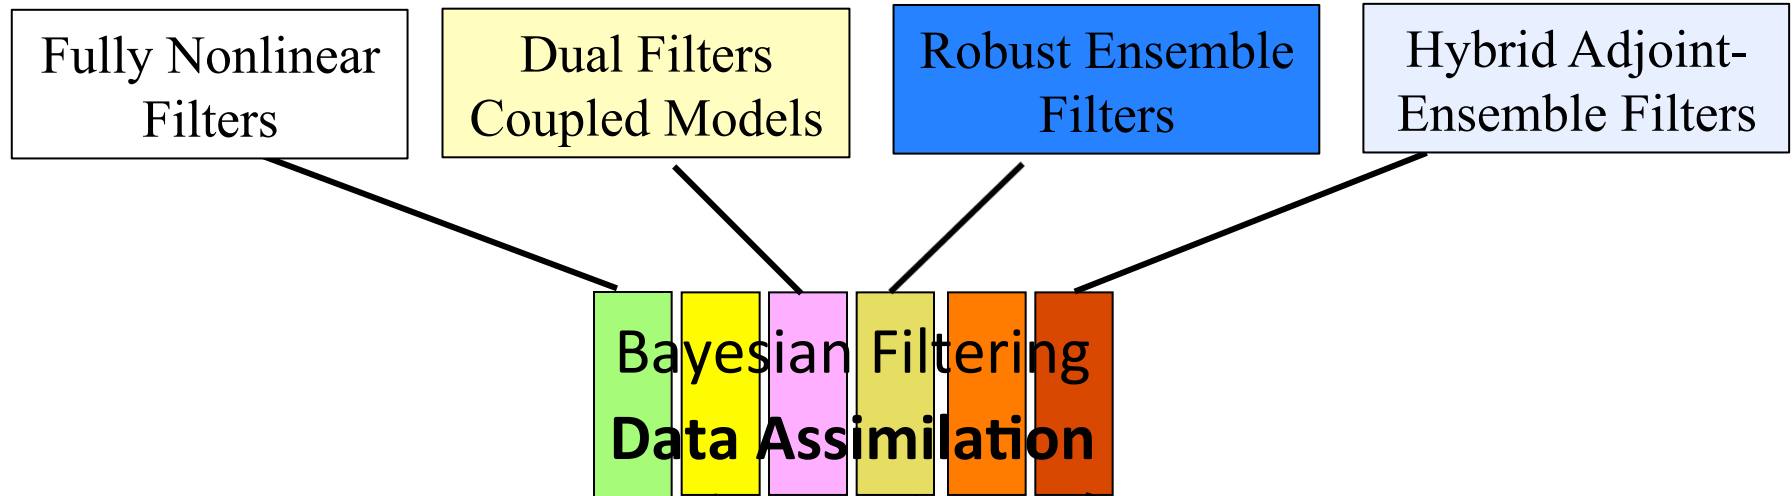 Fully Nonlinear
Filters
Dual Filters
Coupled Models
Robust Ensemble
Filters
Hybrid Adjoint-
Ensemble Filters
Bayesian Filtering
Data Assimilation